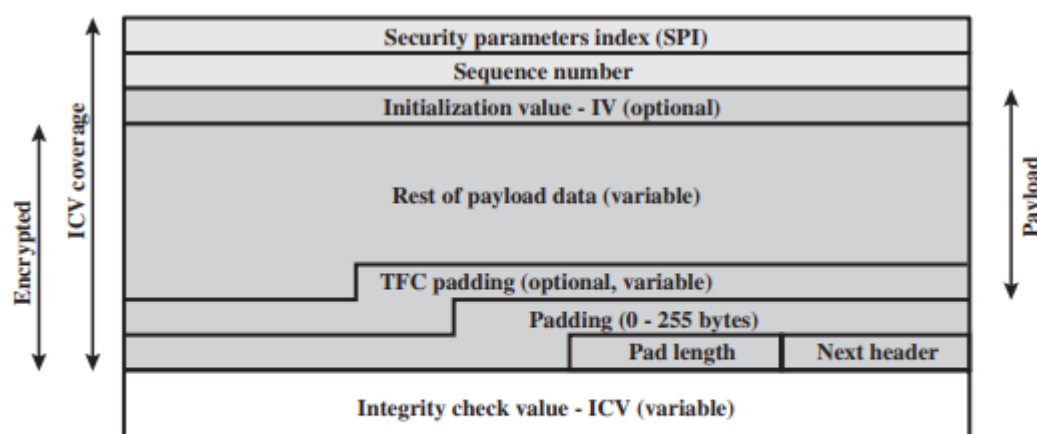 Security parameters index (SPI)
Sequence number
Initialization value - IV (optional)
Rest of payload data (variable)
TFC padding (optional, variable)
Padding (0 - 255 bytes)
Pad length
Next header
Integrity check value - ICV (variable)
Encrypted
ICV coverage
Payload